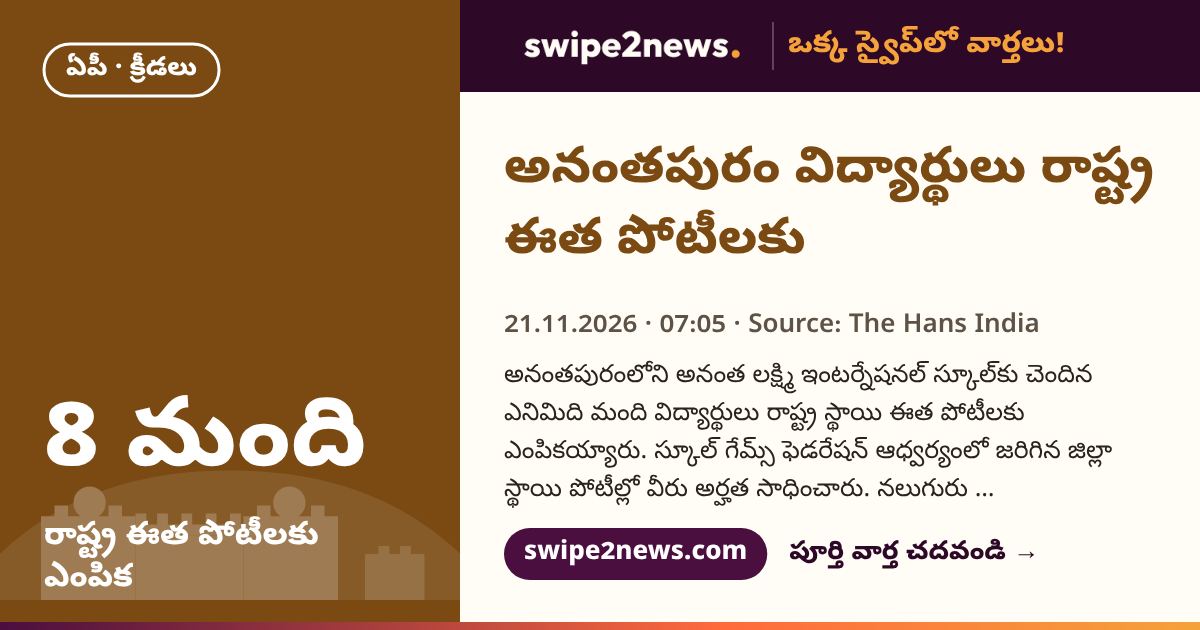 ఏపీ · క్రీడలు
8 మంది
రాష్ట్ర ఈత పోటీలకు
ఎంపిక
swipe2news.
ఒక్క స్వైప్‌లో వార్తలు!
అనంతపురం విద్యార్థులు రాష్ట్ర
ఈత పోటీలకు
21.11.2026 · 07:05 · Source: The Hans India
అనంతపురంలోని అనంత లక్ష్మి ఇంటర్నేషనల్ స్కూల్‌కు చెందిన
ఎనిమిది మంది విద్యార్థులు రాష్ట్ర స్థాయి ఈత పోటీలకు
ఎంపికయ్యారు. స్కూల్ గేమ్స్ ఫెడరేషన్ ఆధ్వర్యంలో జరిగిన జిల్లా
స్థాయి పోటీల్లో వీరు అర్హత సాధించారు. నలుగురు ...
swipe2news.com
పూర్తి వార్త చదవండి →